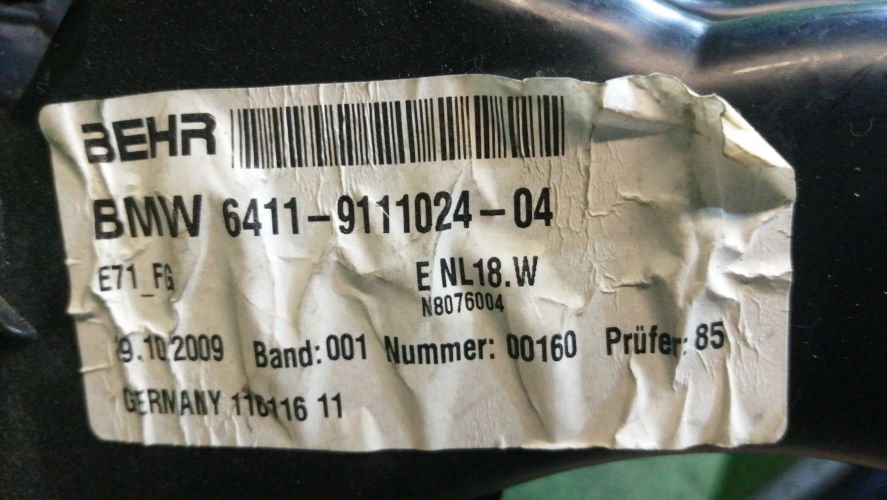 BEHR
BMW 6411-9111024-04
E71_FG E NL18.W
N8076004
9.10 2009 Band:001 Nummer: 00160 Prüfer: 85
GERMANY 116116 11